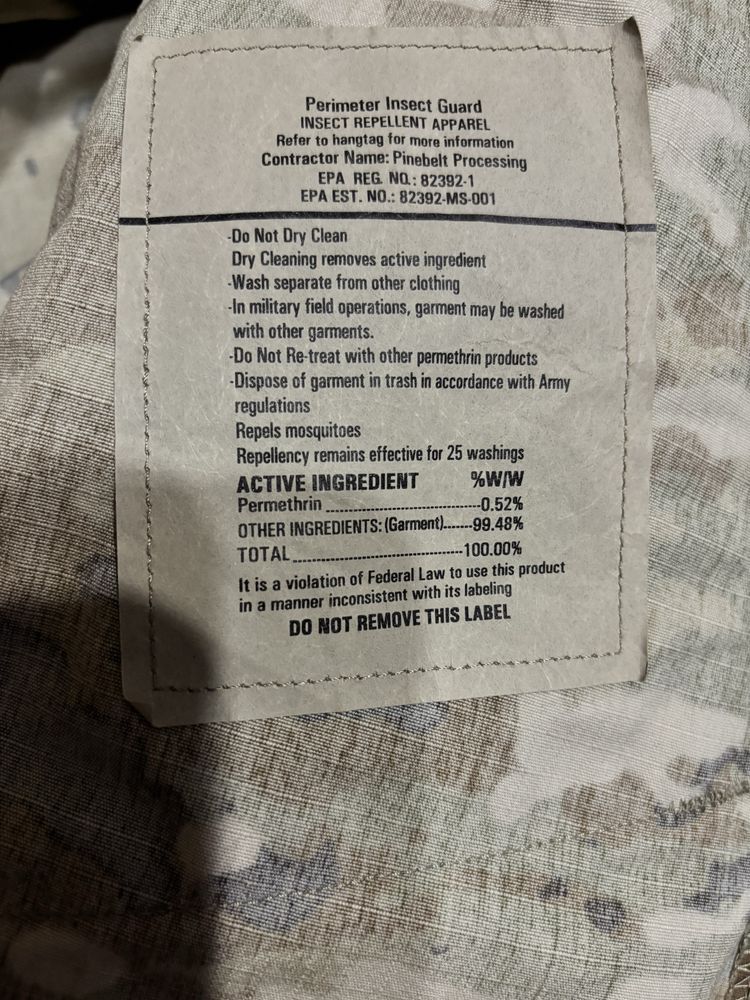 Perimeter Insect Guard
INSECT REPELLENT APPAREL
Refer to hangtag for more information
Contractor Name: Pinebelt Processing
EPA REG. NO.: 82392-1
EPA EST. NO.: 82392-MS-001
-Do Not Dry Clean
Dry Cleaning removes active ingredient
-Wash separate from other clothing
-In military field operations, garment may be washed
with other garments.
-Do Not Re-treat with other permethrin products
-Dispose of garment in trash in accordance with Army
regulations
Repels mosquitoes
Repellency remains effective for 25 washings
ACTIVE INGREDIENT %W/W
Permethrin ........................................0.52%
OTHER INGREDIENTS: (Garment).......99.48%
TOTAL ............................................100.00%
It is a violation of Federal Law to use this product
in a manner inconsistent with its labeling
DO NOT REMOVE THIS LABEL